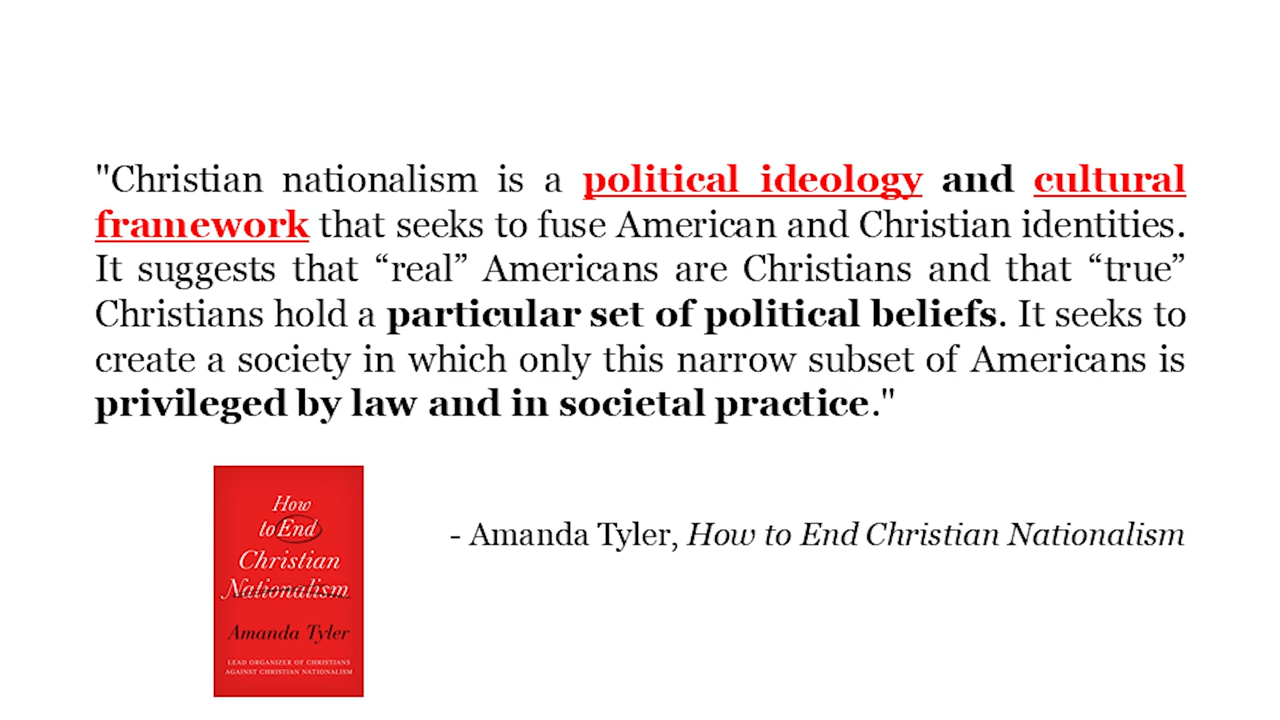 "Christian nationalism is a political ideology and cultural
framework that seeks to fuse American and Christian identities.
It suggests that “real” Americans are Christians and that “true”
Christians hold a particular set of political beliefs. It seeks to
create a society in which only this narrow subset of Americans is
privileged by law and in societal practice."
- Amanda Tyler, How to End Christian Nationalism
How
to End
Christian
Nationalism
Amanda Tyler
LEAD ORGANIZER OF CHRISTIANS
AGAINST CHRISTIAN NATIONALISM